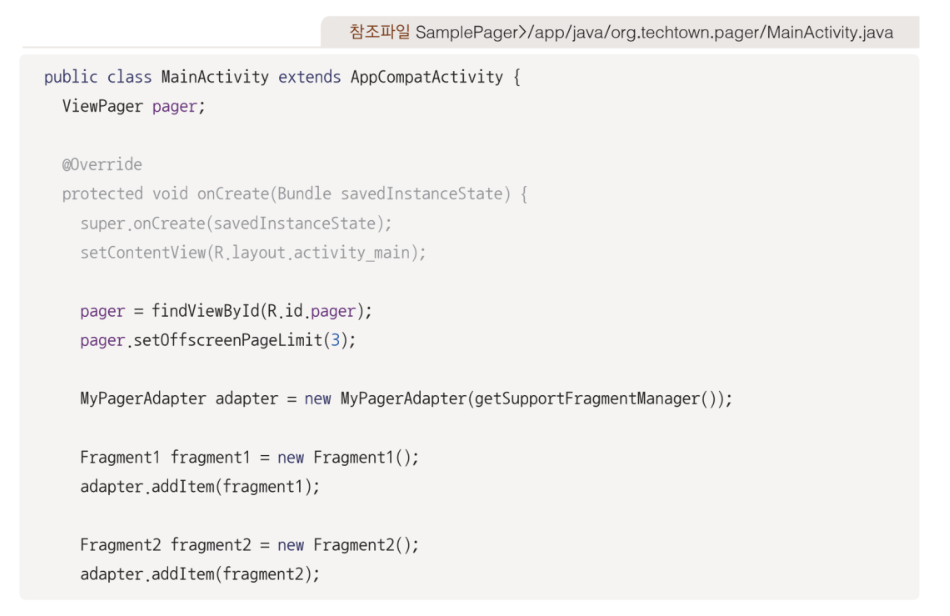 참조파일 SamplePager>/app/java/org.techtown.pager/MainActivity.java
public class MainActivity extends AppCompatActivity {
ViewPager pager;
@Override
protected void onCreate(Bundle savedInstanceState) {
super.onCreate(savedInstanceState);
setContentView(R.layout.activity_main);
pager = findViewById(R.id.pager);
pager.setOffscreenPageLimit(3);
MyPagerAdapter adapter = new MyPagerAdapter(getSupportFragmentManager());
Fragment1 fragment1 = new Fragment1();
adapter.addItem(fragment1);
Fragment2 fragment2 = new Fragment2();
adapter.addItem(fragment2);